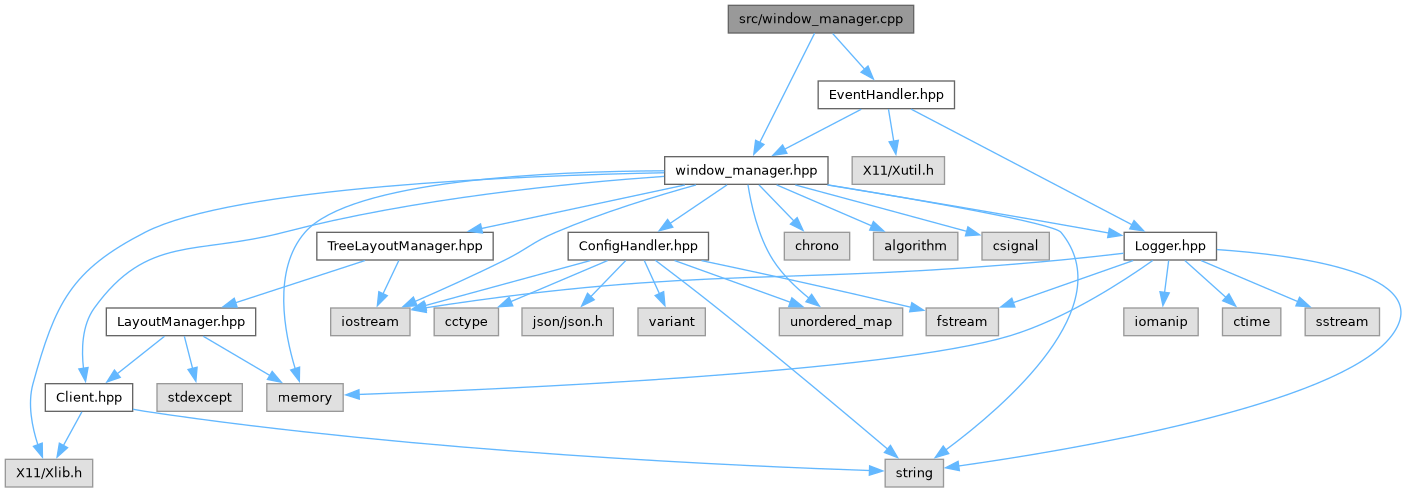 src/window_manager.cpp
EventHandler.hpp
window_manager.hpp
X11/Xutil.h
TreeLayoutManager.hpp
ConfigHandler.hpp
chrono
algorithm
csignal
Logger.hpp
LayoutManager.hpp
iostream
cctype
json/json.h
variant
unordered_map
fstream
iomanip
ctime
sstream
Client.hpp
stdexcept
memory
X11/Xlib.h
string